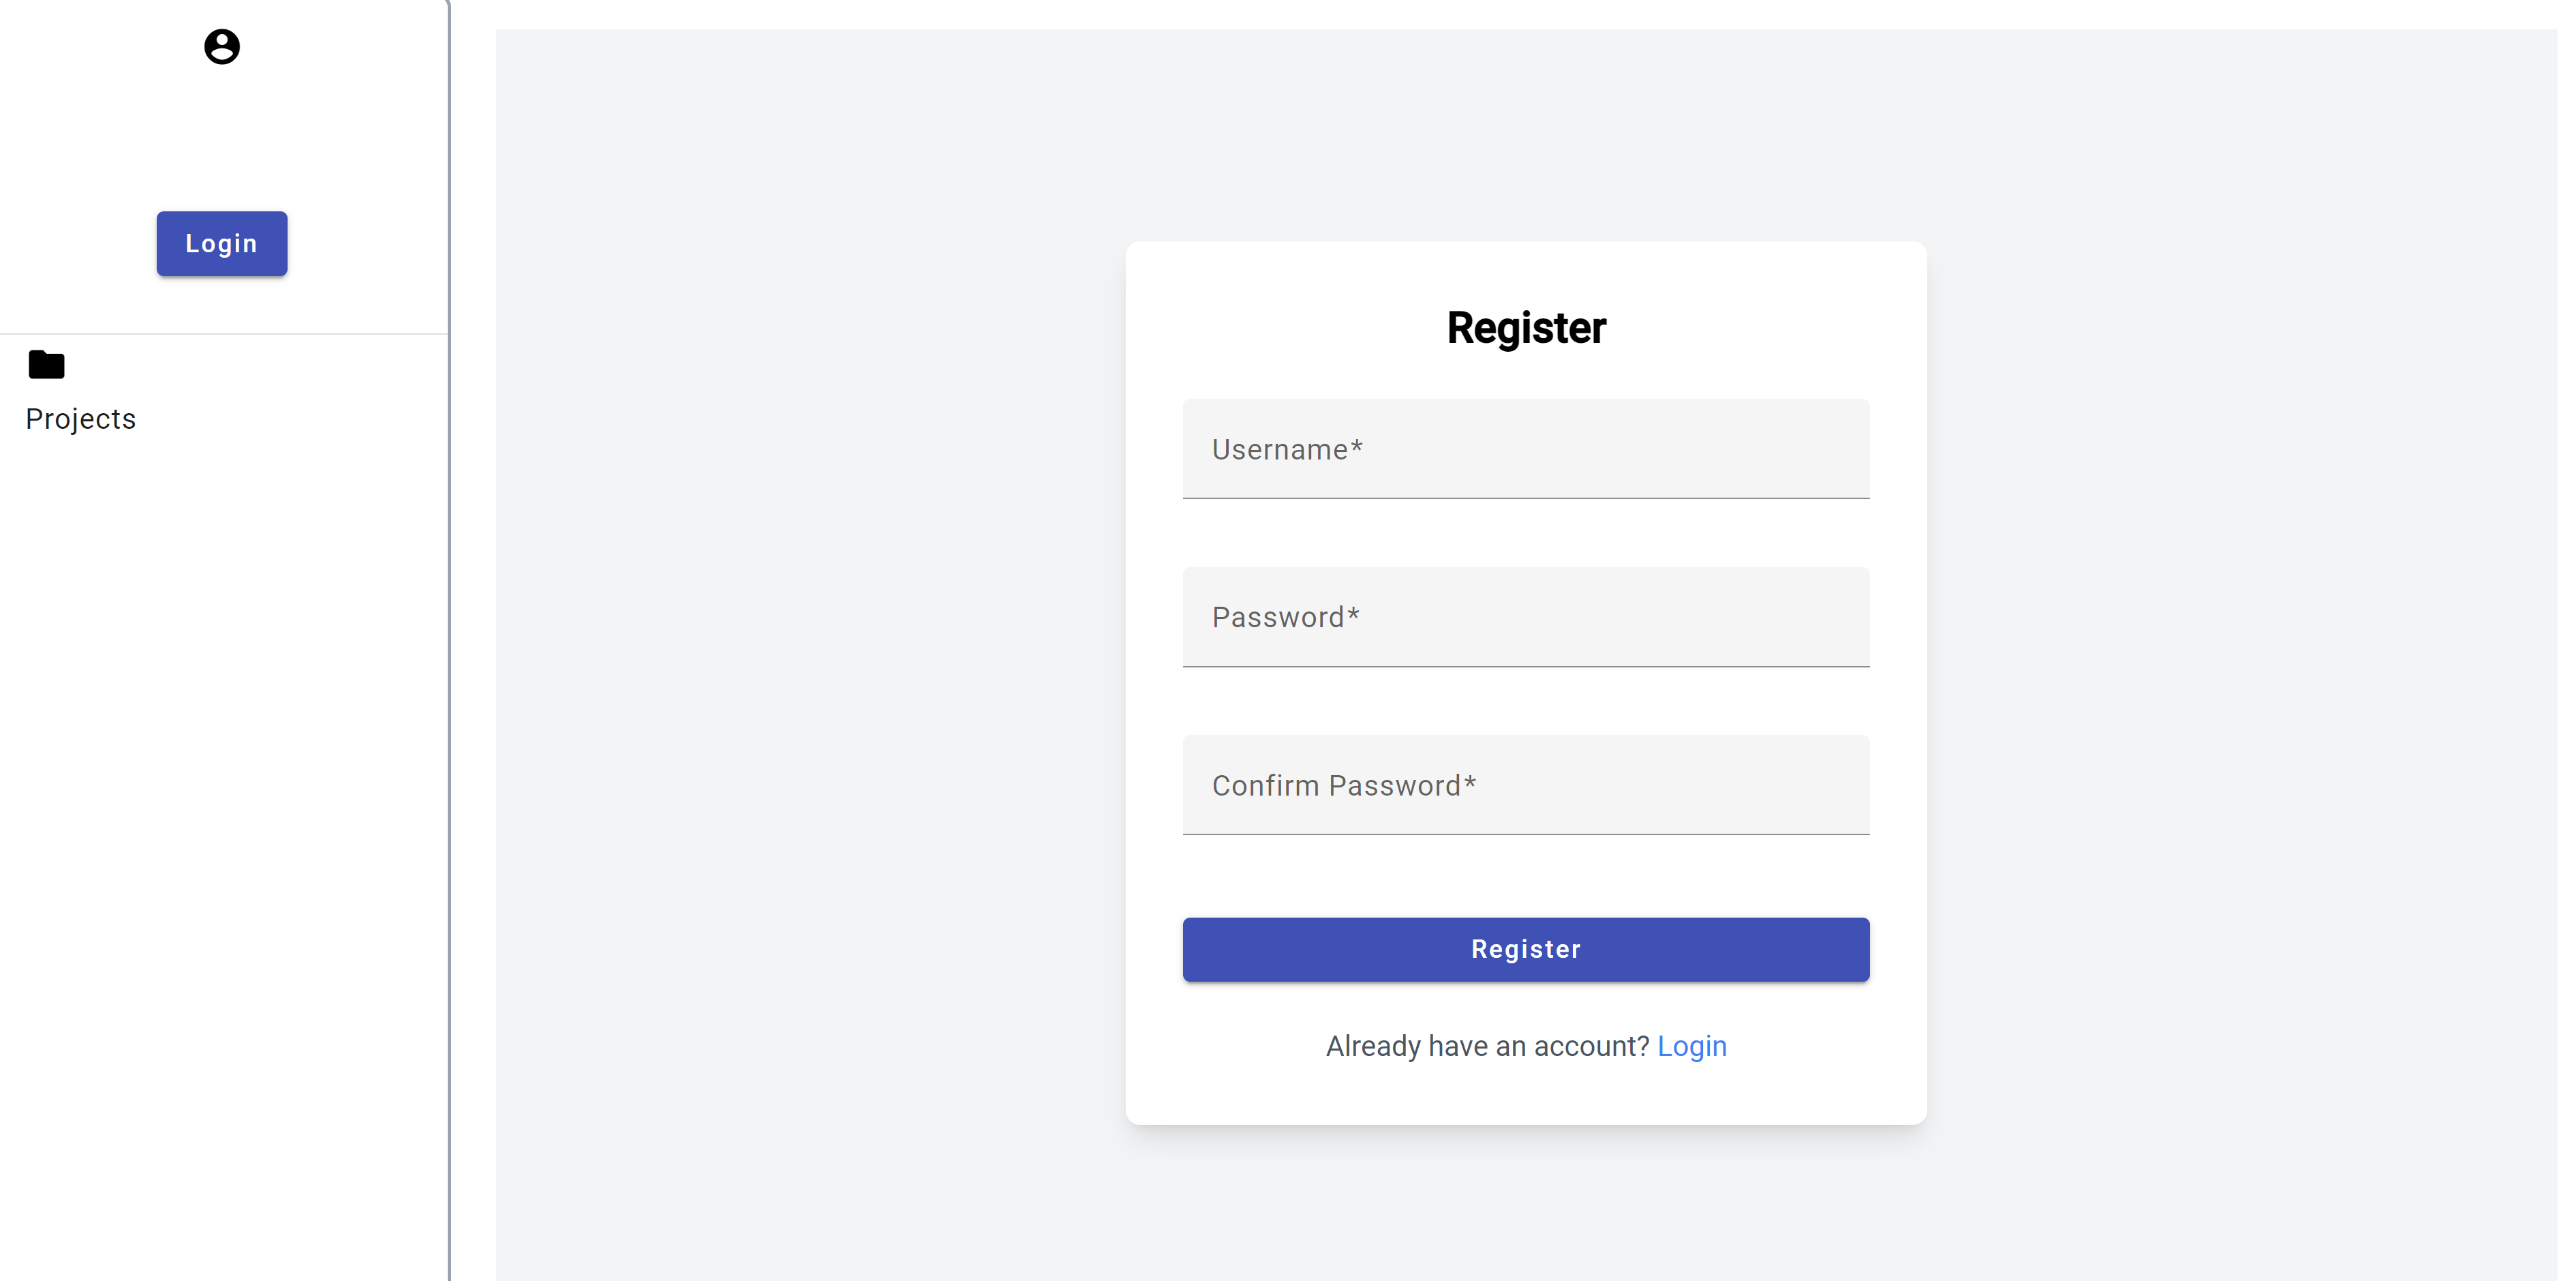 Login
Projects
Register
Username*
Password*
Confirm Password*
Register
Already have an account? Login